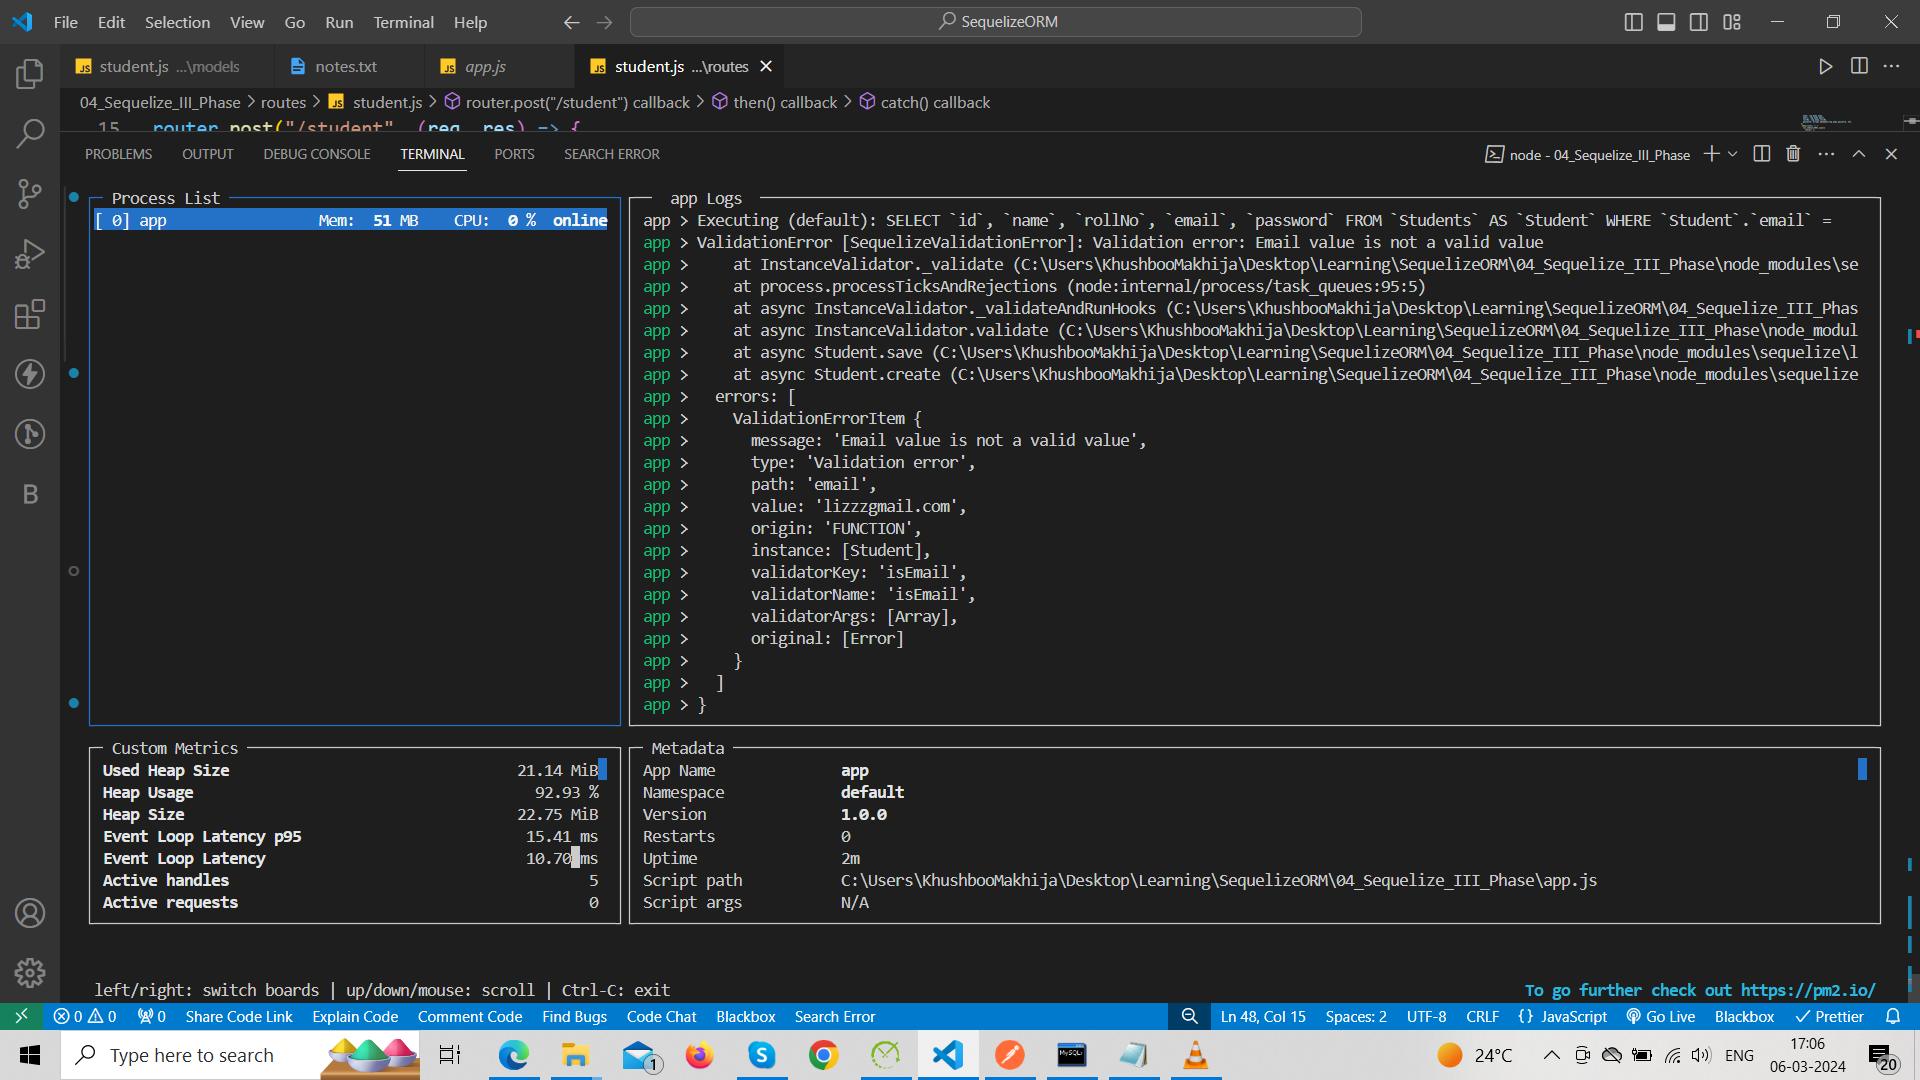 File Edit Selection View Go Run Terminal Help
SequelizeORM
student.js ...\models
notes.txt
app.js
student.js ...\routes
04_Sequelize_III_Phase > routes > student.js > router.post("/student") callback > then() callback > catch() callback
15 router.post("/student", (req, res) => {
PROBLEMS OUTPUT DEBUG CONSOLE TERMINAL PORTS SEARCH ERROR
node - 04_Sequelize_III_Phase
Process List
[ 0] app Mem: 51 MB CPU: 0 % online
app Logs
app > Executing (default): SELECT `id`, `name`, `rollNo`, `email`, `password` FROM `Students` AS `Student` WHERE `Student`.`email` =
app > ValidationError [SequelizeValidationError]: Validation error: Email value is not a valid value
app > at InstanceValidator._validate (C:\Users\KhushbooMakhija\Desktop\Learning\SequelizeORM\04_Sequelize_III_Phase\node_modules\se
app > at process.processTicksAndRejections (node:internal/process/task_queues:95:5)
app > at async InstanceValidator._validateAndRunHooks (C:\Users\KhushbooMakhija\Desktop\Learning\SequelizeORM\04_Sequelize_III_Phas
app > at async InstanceValidator.validate (C:\Users\KhushbooMakhija\Desktop\Learning\SequelizeORM\04_Sequelize_III_Phase\node_modul
app > at async Student.save (C:\Users\KhushbooMakhija\Desktop\Learning\SequelizeORM\04_Sequelize_III_Phase\node_modules\sequelize\l
app > at async Student.create (C:\Users\KhushbooMakhija\Desktop\Learning\SequelizeORM\04_Sequelize_III_Phase\node_modules\sequelize
app > errors: [
app > ValidationErrorItem {
app > message: 'Email value is not a valid value',
app > type: 'Validation error',
app > path: 'email',
app > value: 'lizzzgmail.com',
app > origin: 'FUNCTION',
app > instance: [Student],
app > validatorKey: 'isEmail',
app > validatorName: 'isEmail',
app > validatorArgs: [Array],
app > original: [Error]
app > }
app > ]
app > }
Custom Metrics
Used Heap Size 21.14 MiB
Heap Usage 92.93 %
Heap Size 22.75 MiB
Event Loop Latency p95 15.41 ms
Event Loop Latency 10.70 ms
Active handles 5
Active requests 0
Metadata
App Name app
Namespace default
Version 1.0.0
Restarts 0
Uptime 2m
Script path C:\Users\KhushbooMakhija\Desktop\Learning\SequelizeORM\04_Sequelize_III_Phase\app.js
Script args N/A
left/right: switch boards | up/down/mouse: scroll | Ctrl-C: exit
To go further check out https://pm2.io/
0 0 0 Share Code Link Explain Code Comment Code Find Bugs Code Chat Blackbox Search Error
Ln 48, Col 15 Spaces: 2 UTF-8 CRLF {} JavaScript Go Live Blackbox Prettier
Type here to search
1
MySQL
24°C
ENG
17:06
06-03-2024
20